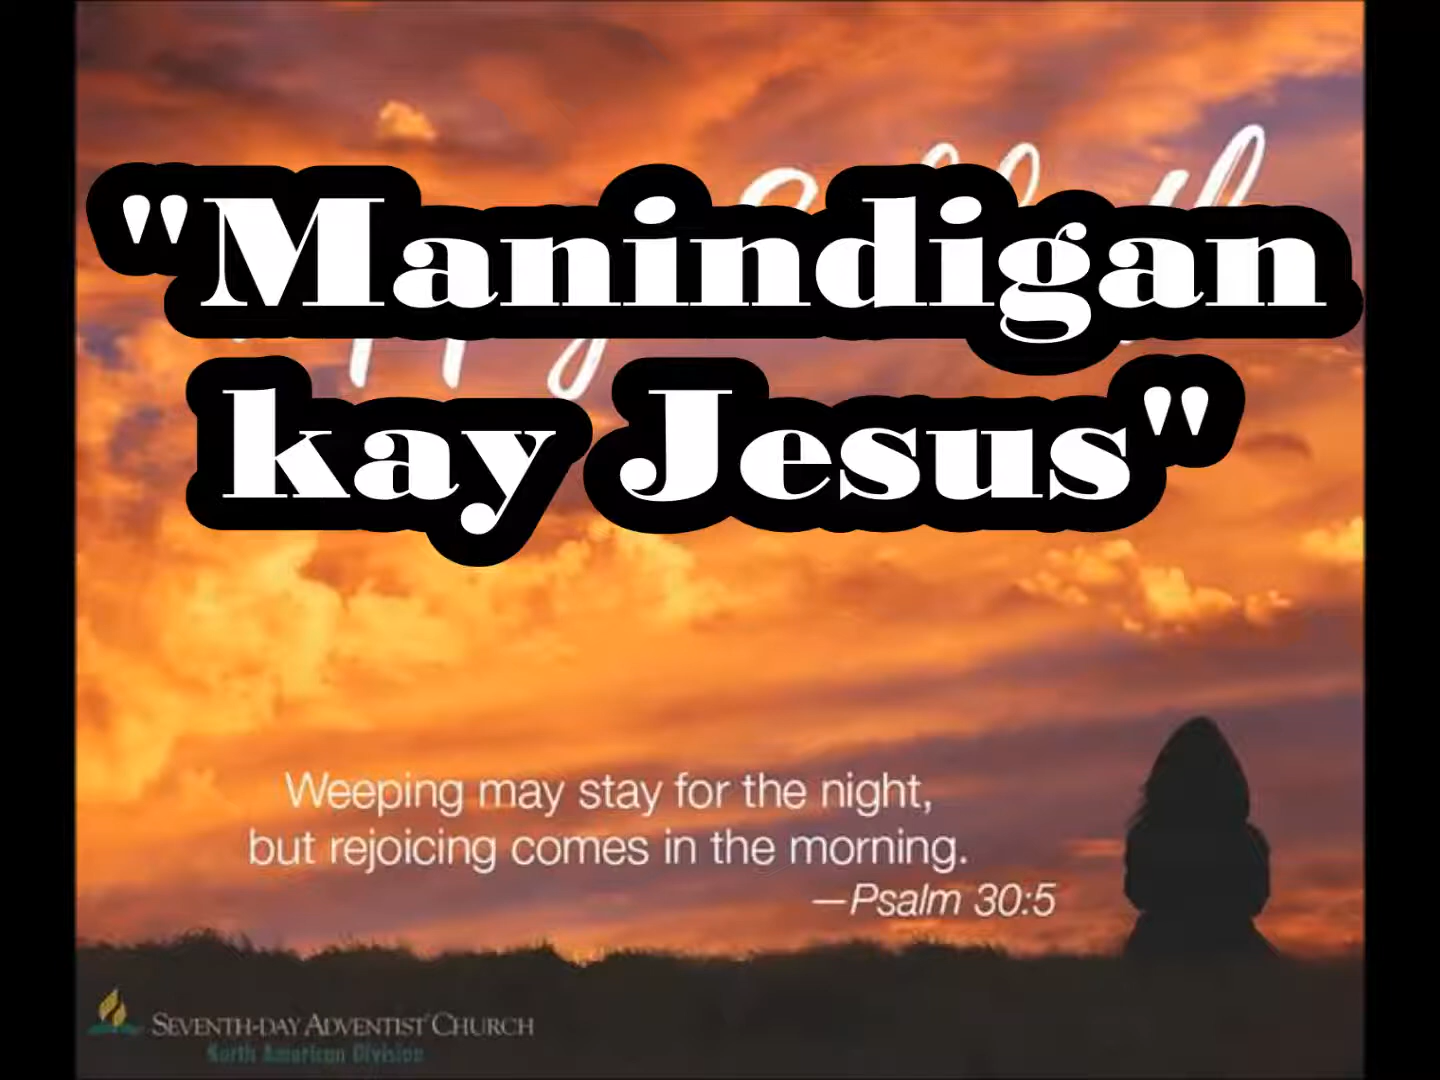 "Manindigan
kay Jesus"
Weeping may stay for the night,
but rejoicing comes in the morning.
—Psalm 30:5
SEVENTH-DAY ADVENTIST CHURCH
North American Division